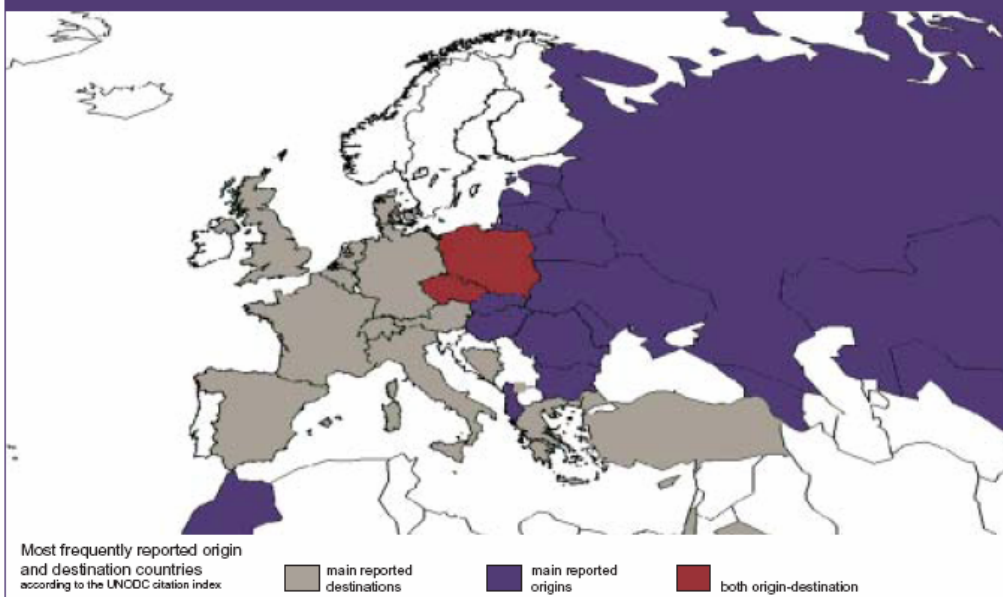 Most frequently reported origin
and destination countries
according to the UNODC citation index
main reported
destinations
main reported
origins
both origin-destination